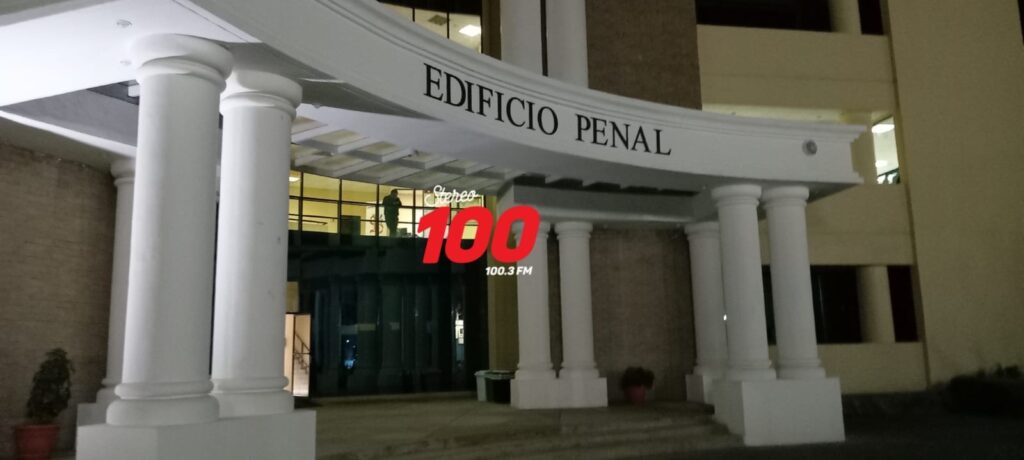 EDIFICIO PENAL
Stereo
100
100.3 FM